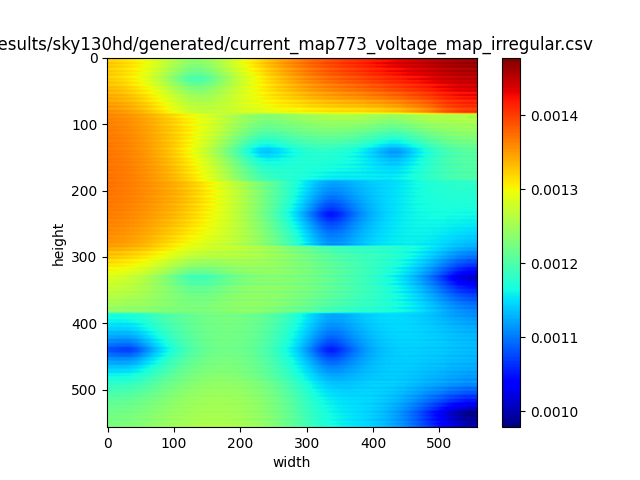 esults/sky130hd/generated/current_map773_voltage_map_irregular.csv
0
100
200
300
400
500
height
0 100 200 300 400 500
width
0.0014
0.0013
0.0012
0.0011
0.0010